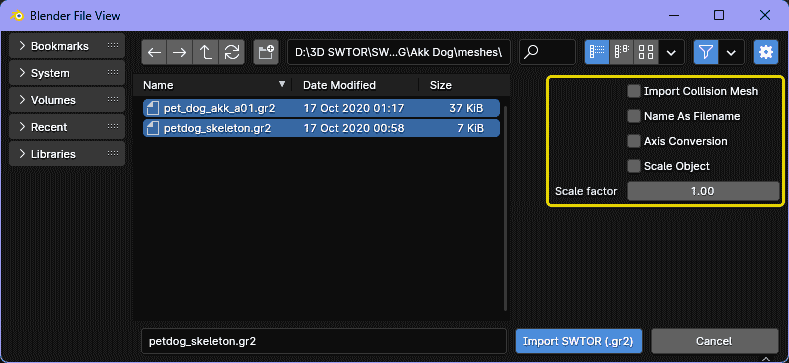 Blender File View
Bookmarks
System
Volumes
Recent
Libraries
D:\3D SWTOR\SW...G\Akk Dog\meshes\
Name Date Modified Size
pet_dog_akk_a01.gr2 17 Oct 2020 01:17 37 KiB
petdog_skeleton.gr2 17 Oct 2020 00:58 7 KiB
Import Collision Mesh
Name As Filename
Axis Conversion
Scale Object
Scale factor 1.00
petdog_skeleton.gr2 Import SWTOR (.gr2) Cancel